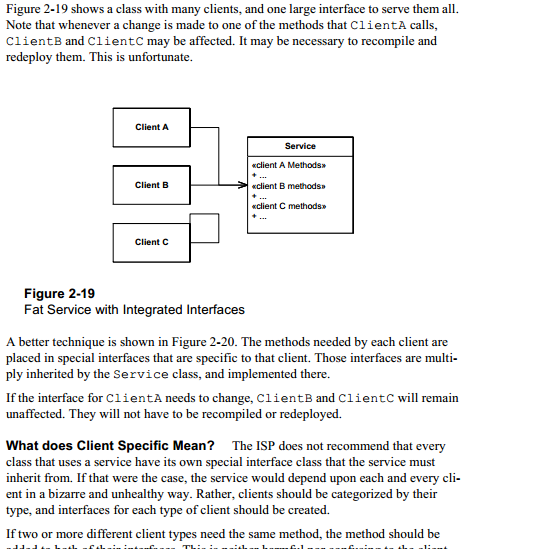 Figure 2-19 shows a class with many clients, and one large interface to serve them all.
Note that whenever a change is made to one of the methods that ClientA calls,
ClientB and ClientC may be affected. It may be necessary to recompile and
redeploy them. This is unfortunate.
Client A
Service
«client A Methods»
+ ...
Client B
«client B methods»
+ ...
«client C methods»
+ ...
Client C
Figure 2-19
Fat Service with Integrated Interfaces
A better technique is shown in Figure 2-20. The methods needed by each client are
placed in special interfaces that are specific to that client. Those interfaces are multi-
ply inherited by the Service class, and implemented there.
If the interface for ClientA needs to change, ClientB and ClientC will remain
unaffected. They will not have to be recompiled or redeployed.
What does Client Specific Mean? The ISP does not recommend that every
class that uses a service have its own special interface class that the service must
inherit from. If that were the case, the service would depend upon each and every cli-
ent in a bizarre and unhealthy way. Rather, clients should be categorized by their
type, and interfaces for each type of client should be created.
If two or more different client types need the same method, the method should be